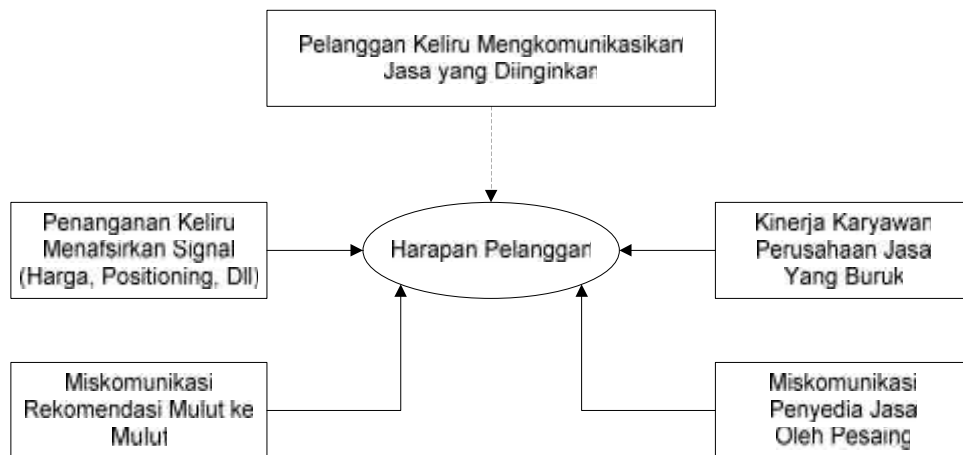 Pelanggan Keliru Mengkomunikasikan
Jasa yang Diinginkan
Penanganan Keliru
Menafsirkan Signal
(Harga, Positioning, Dll)
Harapan Pelanggan
Kinerja Karyawan
Perusahaan Jasa
Yang Buruk
Miskomunikasi
Rekomendasi Mulut ke
Mulut
Miskomunikasi
Penyedia Jasa
Oleh Pesaing